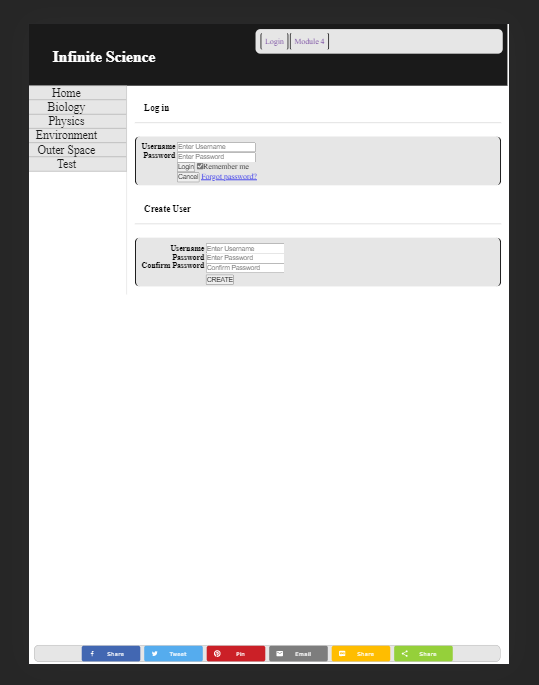 Infinite Science
Login Module 4
Home
Biology
Physics
Environment
Outer Space
Test
Log in
Username Enter Username
Password Enter Password
Login Remember me
Cancel Forgot password?
Create User
Username Enter Username
Password Enter Password
Confirm Password Confirm Password
CREATE
Share Tweet Pin Email Share Share